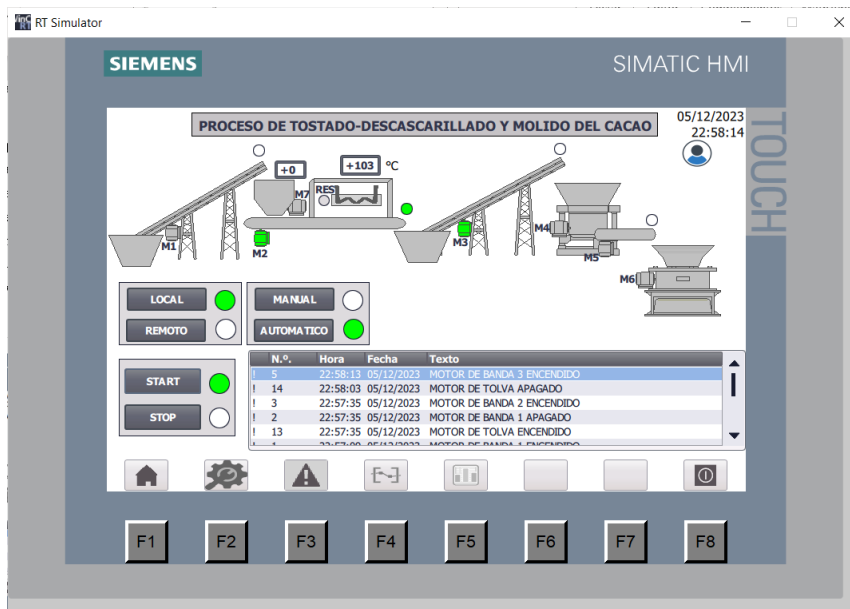 RT Simulator
SIEMENS
SIMATIC HMI
TOUCH
PROCESO DE TOSTADO-DESCASCARILLADO Y MOLIDO DEL CACAO
05/12/2023
22:58:14
+0
+103 °C
RES
M7
M1
M2
M3
M4
M5
M6
LOCAL
REMOTO
MANUAL
AUTOMATICO
START
STOP
N.º. Hora Fecha Texto
! 5 22:58:13 05/12/2023 MOTOR DE BANDA 3 ENCENDIDO
! 14 22:58:03 05/12/2023 MOTOR DE TOLVA APAGADO
! 3 22:57:35 05/12/2023 MOTOR DE BANDA 2 ENCENDIDO
! 2 22:57:35 05/12/2023 MOTOR DE BANDA 1 APAGADO
! 13 22:57:35 05/12/2023 MOTOR DE TOLVA ENCENDIDO
F1 F2 F3 F4 F5 F6 F7 F8